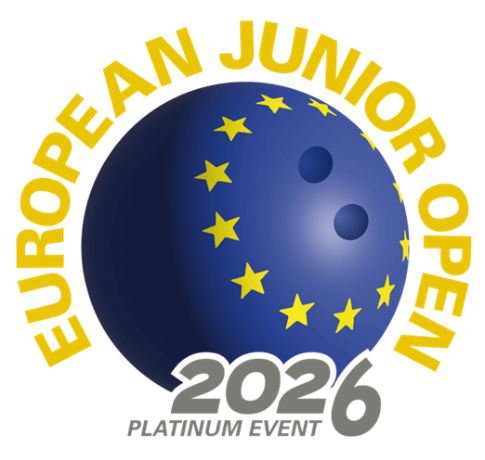 EUROPEAN JUNIOR OPEN
2026
PLATINUM EVENT